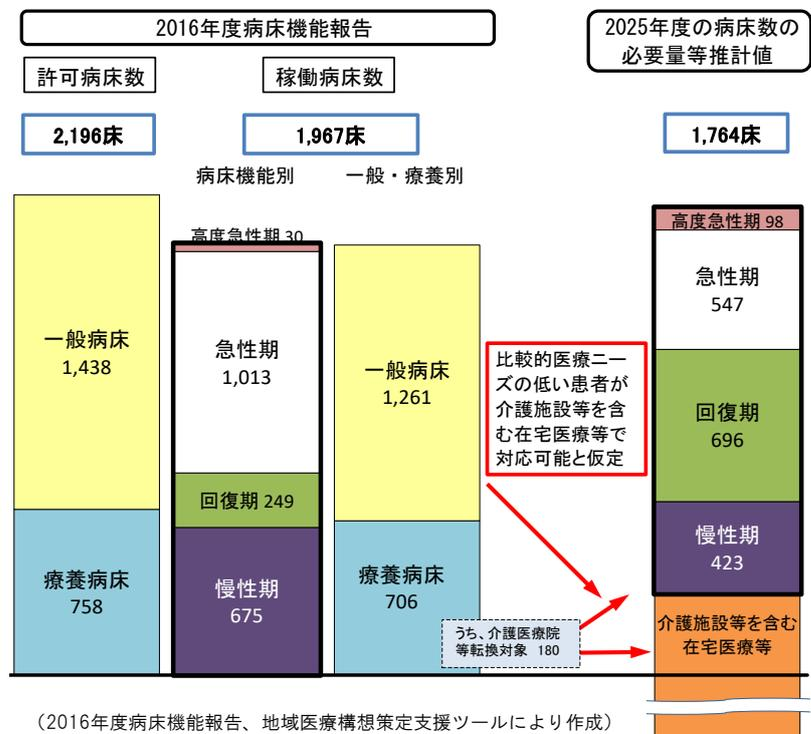 2016年度病床機能報告
2025年度の病床数の
必要量等推計値
許可病床数
稼働病床数
2,196床
1,967床
1,764床
病床機能別
一般・療養別
一般病床
1,438
療養病床
758
高度急性期 30
急性期
1,013
回復期 249
慢性期
675
一般病床
1,261
療養病床
706
比較的医療ニー
ズの低い患者が
介護施設等を含
む在宅医療等で
対応可能と仮定
うち、介護医療院
等転換対象 180
高度急性期 98
急性期
547
回復期
696
慢性期
423
介護施設等を含む
在宅医療等
（2016年度病床機能報告、地域医療構想策定支援ツールにより作成）